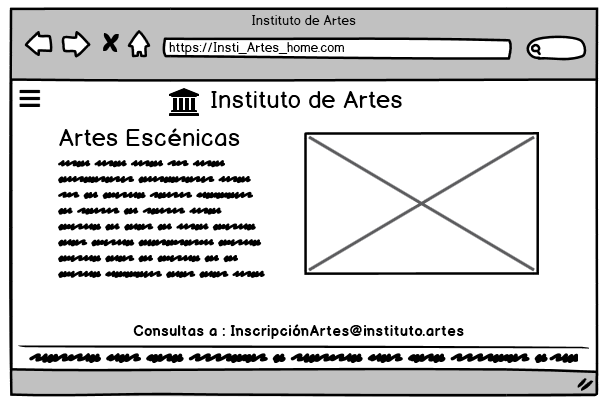 Instituto de Artes
https://Insti_Artes_home.com
Instituto de Artes
Artes Escénicas
Consultas a : InscripciónArtes@instituto.artes